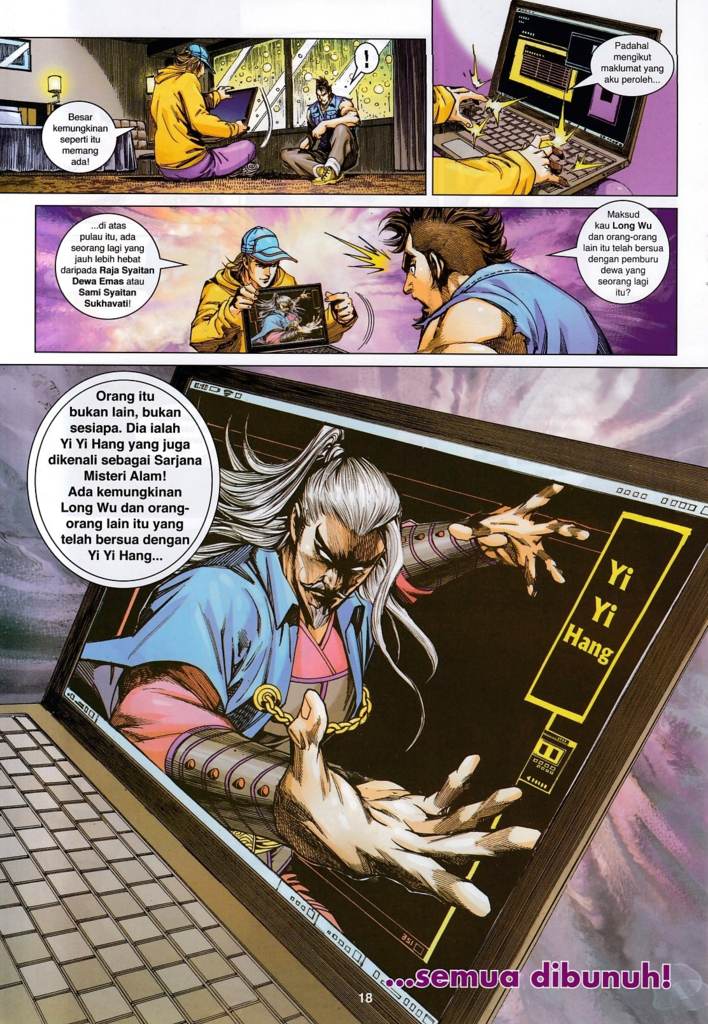 Besar
kemungkinan
seperti itu
memang
ada!
!
Padahal
mengikut
maklumat yang
aku peroleh...
...di atas
pulau itu, ada
seorang lagi yang
jauh lebih hebat
daripada Raja Syaitan
Dewa Emas atau
Sami Syaitan
Sukhavati!
Maksud
kau Long Wu
dan orang-orang
lain itu telah bersua
dengan pemburu
dewa yang
seorang lagi
itu?
Orang itu
bukan lain, bukan
sesiapa. Dia ialah
Yi Yi Hang yang juga
dikenali sebagai Sarjana
Misteri Alam!
Ada kemungkinan
Long Wu dan orang-
orang lain itu yang
telah bersua dengan
Yi Yi Hang...
Yi
Yi
Hang
...semua dibunuh!
18